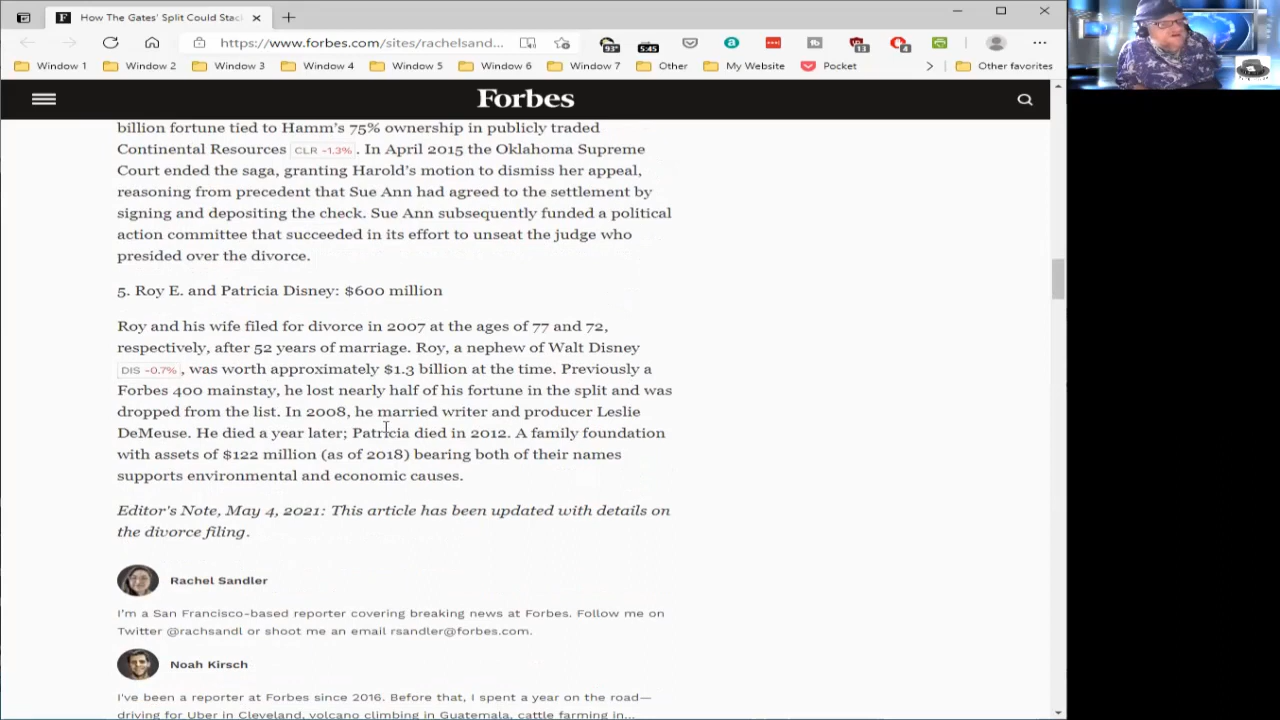 How The Gates' Split Could Stac
https://www.forbes.com/sites/rachelsand...
93°
5:45
13
4
Window 1
Window 2
Window 3
Window 4
Window 5
Window 6
Window 7
Other
My Website
Pocket
Other favorites
Forbes
billion fortune tied to Hamm's 75% ownership in publicly traded
Continental Resources CLR -1.3% . In April 2015 the Oklahoma Supreme
Court ended the saga, granting Harold's motion to dismiss her appeal,
reasoning from precedent that Sue Ann had agreed to the settlement by
signing and depositing the check. Sue Ann subsequently funded a political
action committee that succeeded in its effort to unseat the judge who
presided over the divorce.
5. Roy E. and Patricia Disney: $600 million
Roy and his wife filed for divorce in 2007 at the ages of 77 and 72,
respectively, after 52 years of marriage. Roy, a nephew of Walt Disney
DIS -0.7% , was worth approximately $1.3 billion at the time. Previously a
Forbes 400 mainstay, he lost nearly half of his fortune in the split and was
dropped from the list. In 2008, he married writer and producer Leslie
DeMeuse. He died a year later; Patricia died in 2012. A family foundation
with assets of $122 million (as of 2018) bearing both of their names
supports environmental and economic causes.
Editor's Note, May 4, 2021: This article has been updated with details on
the divorce filing.
Rachel Sandler
I'm a San Francisco-based reporter covering breaking news at Forbes. Follow me on
Twitter @rachsandl or shoot me an email rsandler@forbes.com.
Noah Kirsch
I've been a reporter at Forbes since 2016. Before that, I spent a year on the road—
driving for Uber in Cleveland, volcano climbing in Guatemala, cattle farming in...